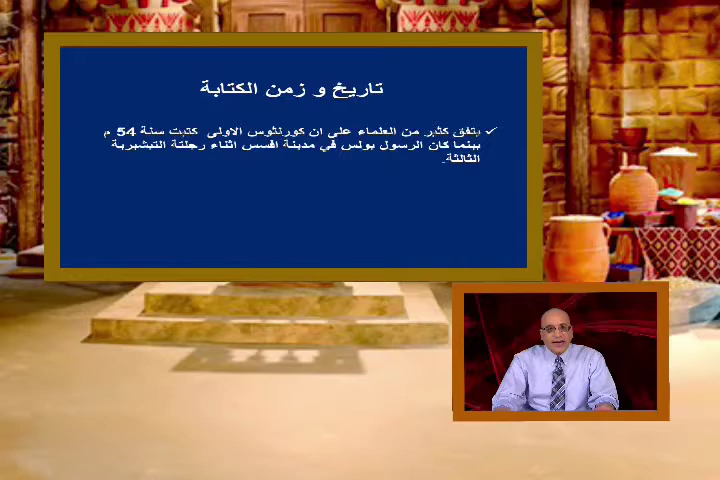 تاريخ و زمن الكتابة
✓ يتفق كثير من العلماء على ان كورنثوس الاولى كتبت سنة 54 م
بينما كان الرسول بولس في مدينة افسس اثناء رحلتة التبشيرية
الثالثة.